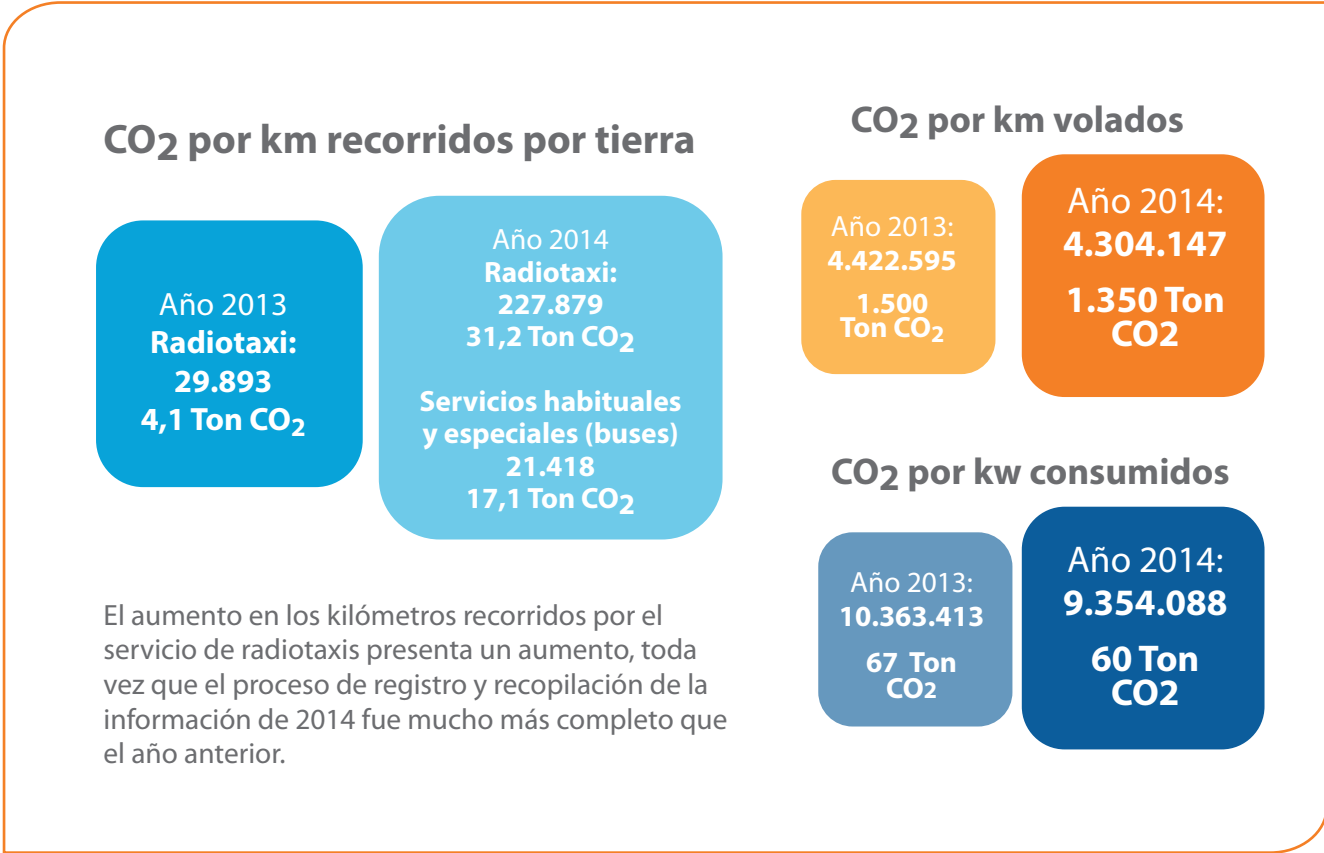 CO2 por km recorridos por tierra
Año 2013
Radiotaxi:
29.893
4,1 Ton CO2
Año 2014
Radiotaxi:
227.879
31,2 Ton CO2
Servicios habituales
y especiales (buses)
21.418
17,1 Ton CO2
El aumento en los kilómetros recorridos por el
servicio de radiotaxis presenta un aumento, toda
vez que el proceso de registro y recopilación de la
información de 2014 fue mucho más completo que
el año anterior.
CO2 por km volados
Año 2013:
4.422.595
1.500
Ton CO2
Año 2014:
4.304.147
1.350 Ton
CO2
CO2 por kw consumidos
Año 2013:
10.363.413
67 Ton
CO2
Año 2014:
9.354.088
60 Ton
CO2